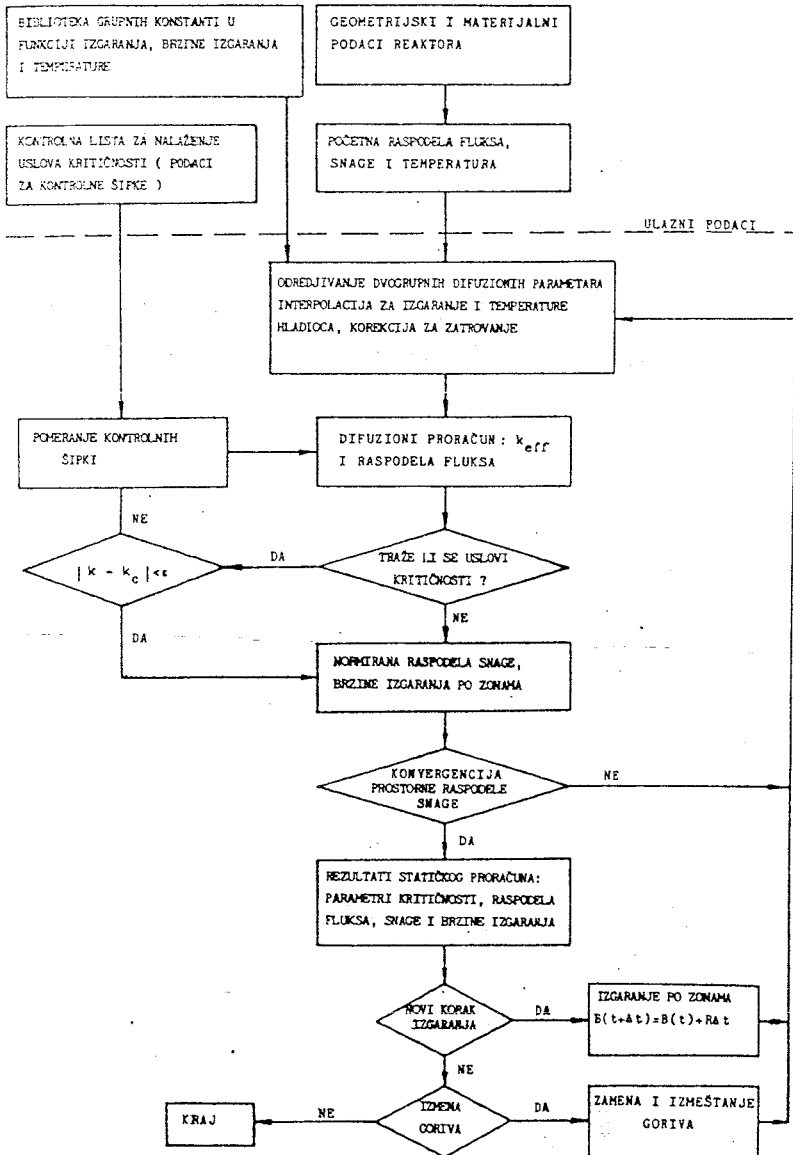 BIBLIOTEKA GRUPNIH KONSTANTI U
FUNKCIJI IZGARANJA, BRZINE IZGARANJA
I TEMPERATURE
GEOMETRIJSKI I MATERIJALNI
PODACI REAKTORA
KONTROLNA LISTA ZA NALAŽENJE
USLOVA KRITIČNOSTI ( PODACI
ZA KONTROLNE ŠIPKE )
POČETNA RASPODELA FLUKSA,
SNAGE I TEMPERATURA
ULAZNI PODACI
ODREDJIVANJE DVOGRUPNIH DIFUZIONIH PARAMETARA
INTERPOLACIJA ZA IZGARANJE I TEMPERATURE
HLADIOCA, KOREKCIJA ZA ZATROVANJE
POMERANJE KONTROLNIH
ŠIPKI
DIFUZIONI PRORAČUN: k_eff
I RASPODELA FLUKSA
NE
| k - k_c |<ε
DA
TRAŽE LI SE USLOVI
KRITIČNOSTI ?
NE
DA
NORMIRANA RASPODELA SNAGE,
BRZINE IZGARANJA PO ZONAMA
KONVERGENCIJA
PROSTORNE RASPODELE
SNAGE
NE
DA
REZULTATI STATIČKOG PRORAČUNA:
PARAMETRI KRITIČNOSTI, RASPODELA
FLUKSA, SNAGE I BRZINE IZGARANJA
NOVI KORAK
IZGARANJA
DA
IZGARANJE PO ZONAMA
B(t+Δt)=B(t)+RΔt
NE
KRAJ
NE
IZMENA
GORIVA
DA
ZAMENA I IZMEŠTANJE
GORIVA